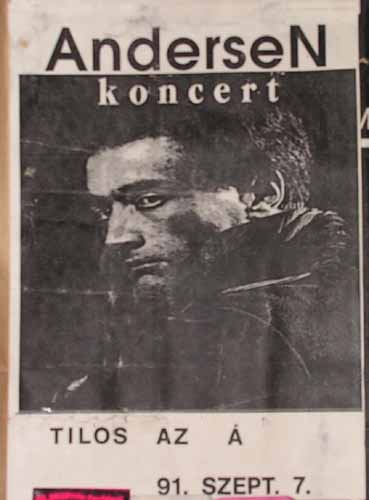 AnderseN
koncert
TILOS AZ Á
91. SZEPT. 7.